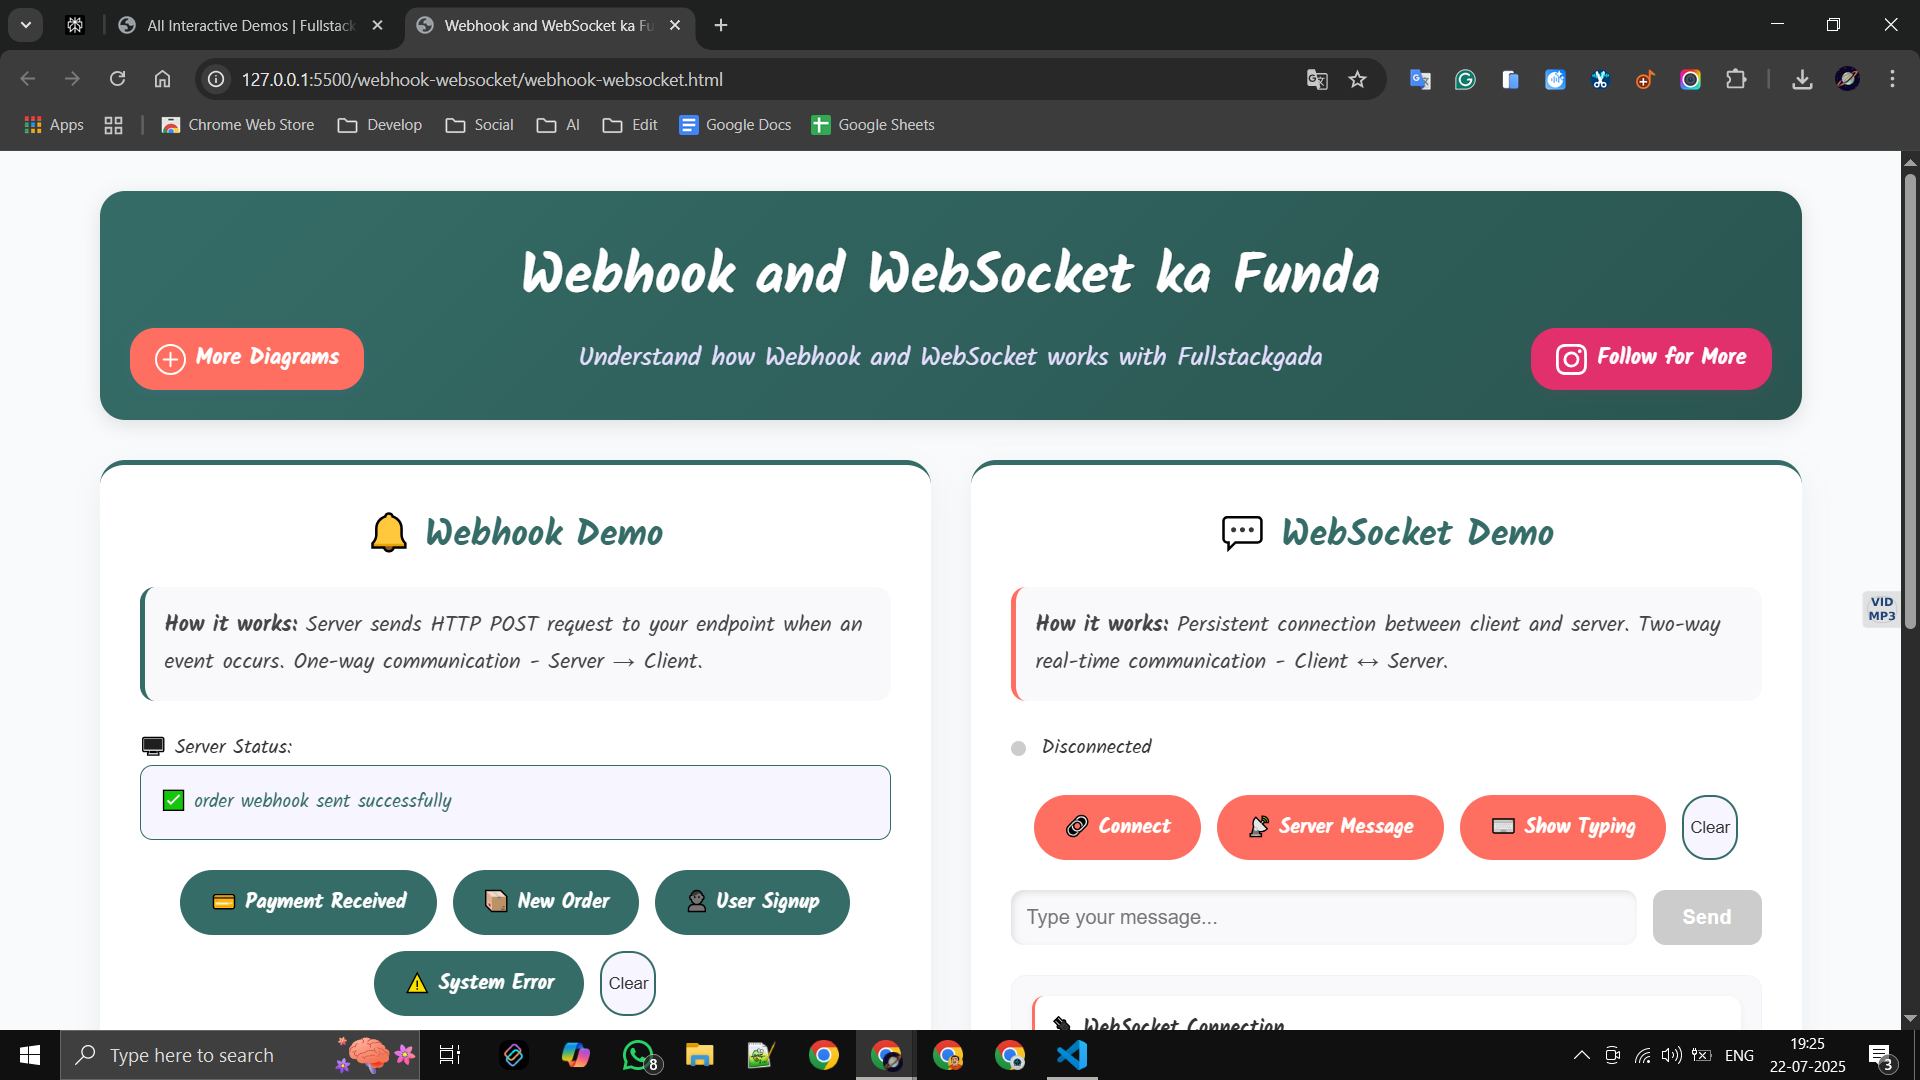 All Interactive Demos | Fullstack
Webhook and WebSocket ka Fu
127.0.0.1:5500/webhook-websocket/webhook-websocket.html
Apps
Chrome Web Store
Develop
Social
AI
Edit
Google Docs
Google Sheets
Webhook and WebSocket ka Funda
More Diagrams
Understand how Webhook and WebSocket works with Fullstackgada
Follow for More
Webhook Demo
How it works: Server sends HTTP POST request to your endpoint when an
event occurs. One-way communication - Server → Client.
Server Status:
order webhook sent successfully
Payment Received
New Order
User Signup
System Error
Clear
WebSocket Demo
How it works: Persistent connection between client and server. Two-way
real-time communication - Client ↔ Server.
Disconnected
Connect
Server Message
Show Typing
Clear
Type your message...
Send
WebSocket Connection
VID
MP3
Type here to search
8
ENG
19:25
22-07-2025
3